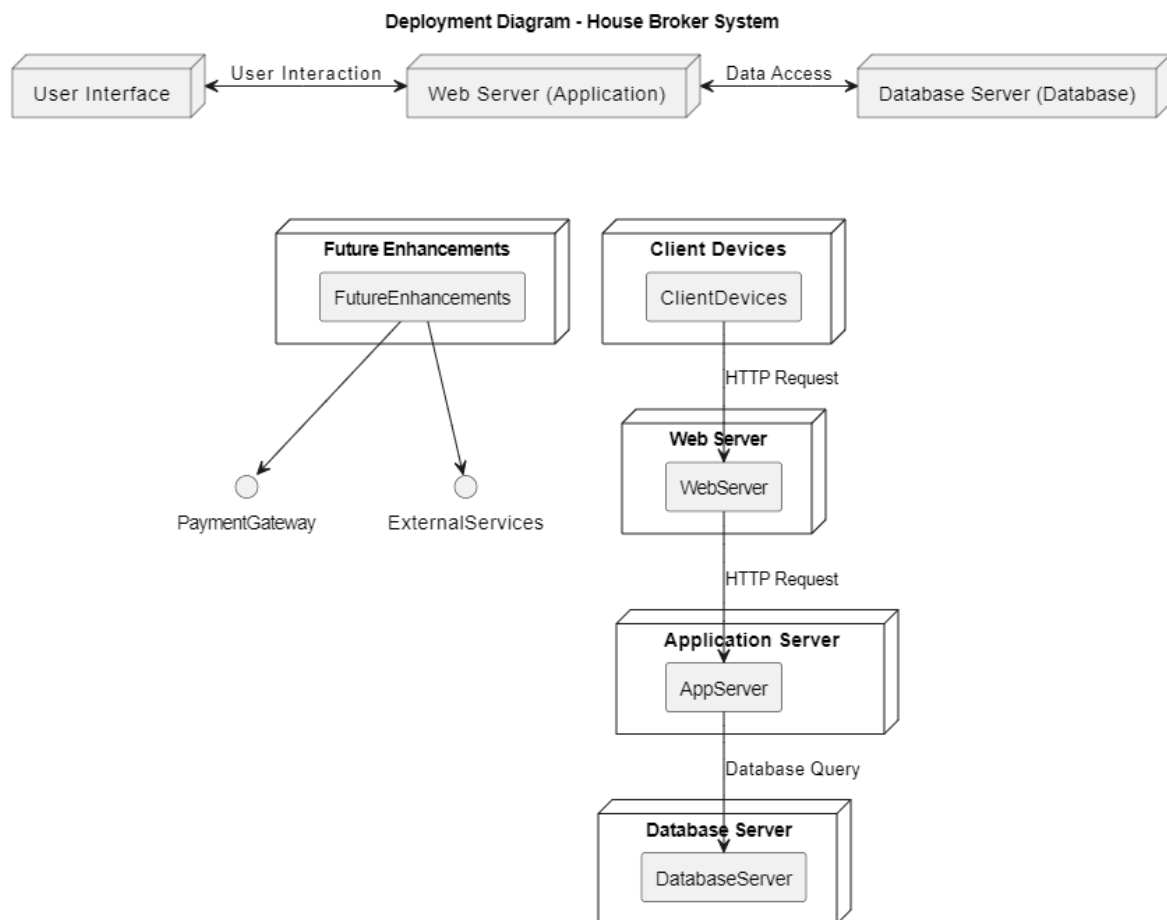 Deployment Diagram - House Broker System
User Interface
User Interaction
Web Server (Application)
Data Access
Database Server (Database)
Future Enhancements
FutureEnhancements
PaymentGateway
ExternalServices
Client Devices
ClientDevices
HTTP Request
Web Server
WebServer
HTTP Request
Application Server
AppServer
Database Query
Database Server
DatabaseServer